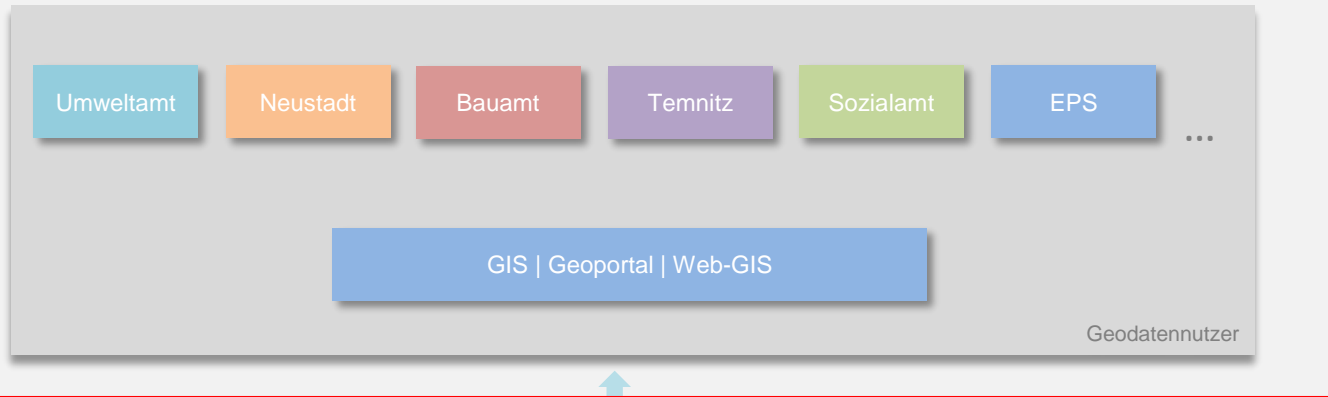 Umweltamt
Neustadt
Bauamt
Temnitz
Sozialamt
EPS
...
GIS | Geoportal | Web-GIS
Geodatennutzer